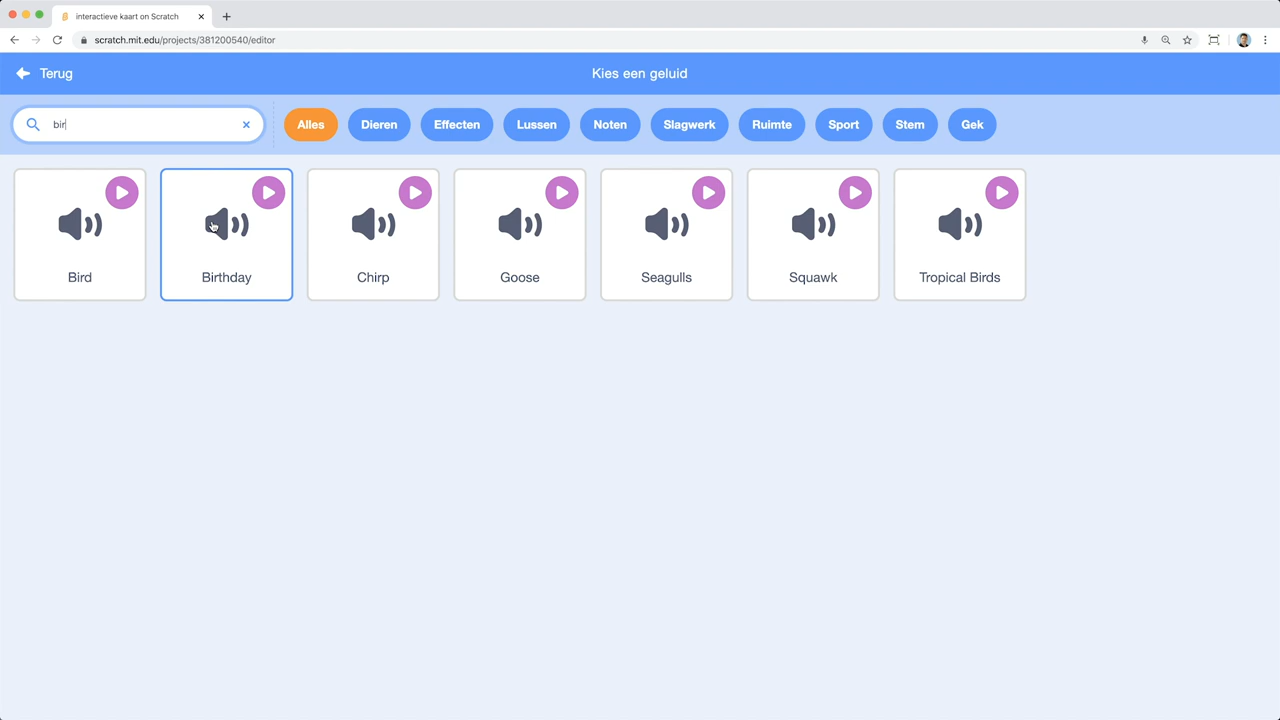 interactieve kaart on Scratch
scratch.mit.edu/projects/381200540/editor
Terug
Kies een geluid
bir
Alles
Dieren
Effecten
Lussen
Noten
Slagwerk
Ruimte
Sport
Stem
Gek
Bird
Birthday
Chirp
Goose
Seagulls
Squawk
Tropical Birds